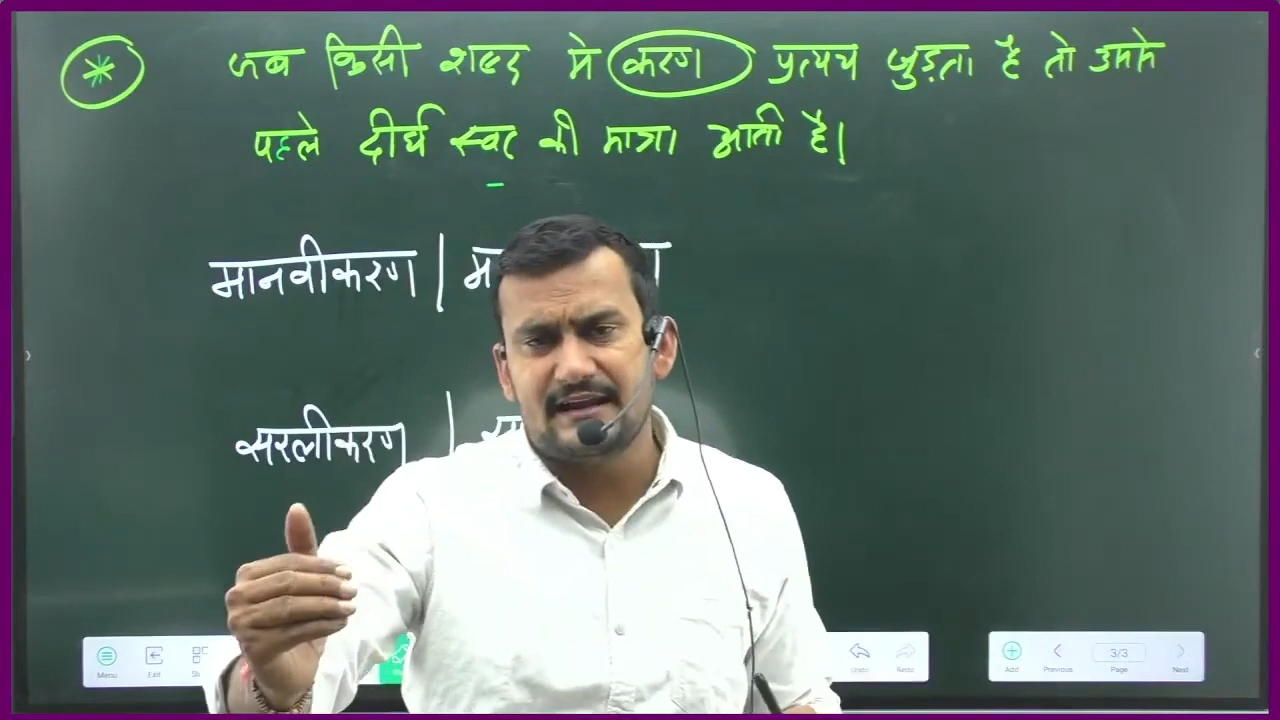 * जब किसी शब्द मे करण प्रत्यय जुड़ता है तो उसके
पहले दीर्घ स्वर की मात्रा आती है।
मानवीकरण |
सरलीकरण |
Menu Exit Undo Redo Add Previous 3/3 Page Next